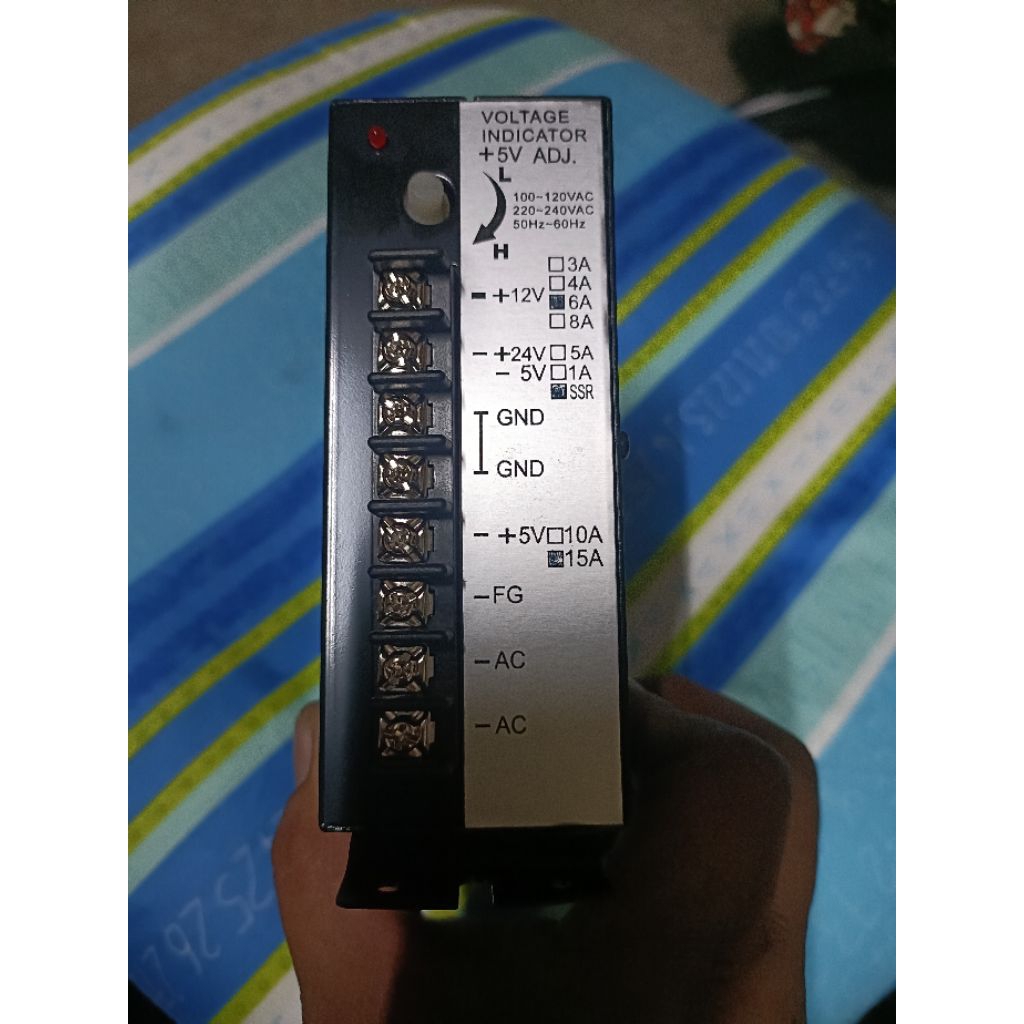 VOLTAGE
INDICATOR
+5V ADJ.
L
100~120VAC
220~240VAC
50Hz~60Hz
H
3A
4A
- +12V 6A
8A
- +24V 5A
- 5V 1A
SSR
GND
GND
- +5V 10A
15A
-FG
-AC
-AC